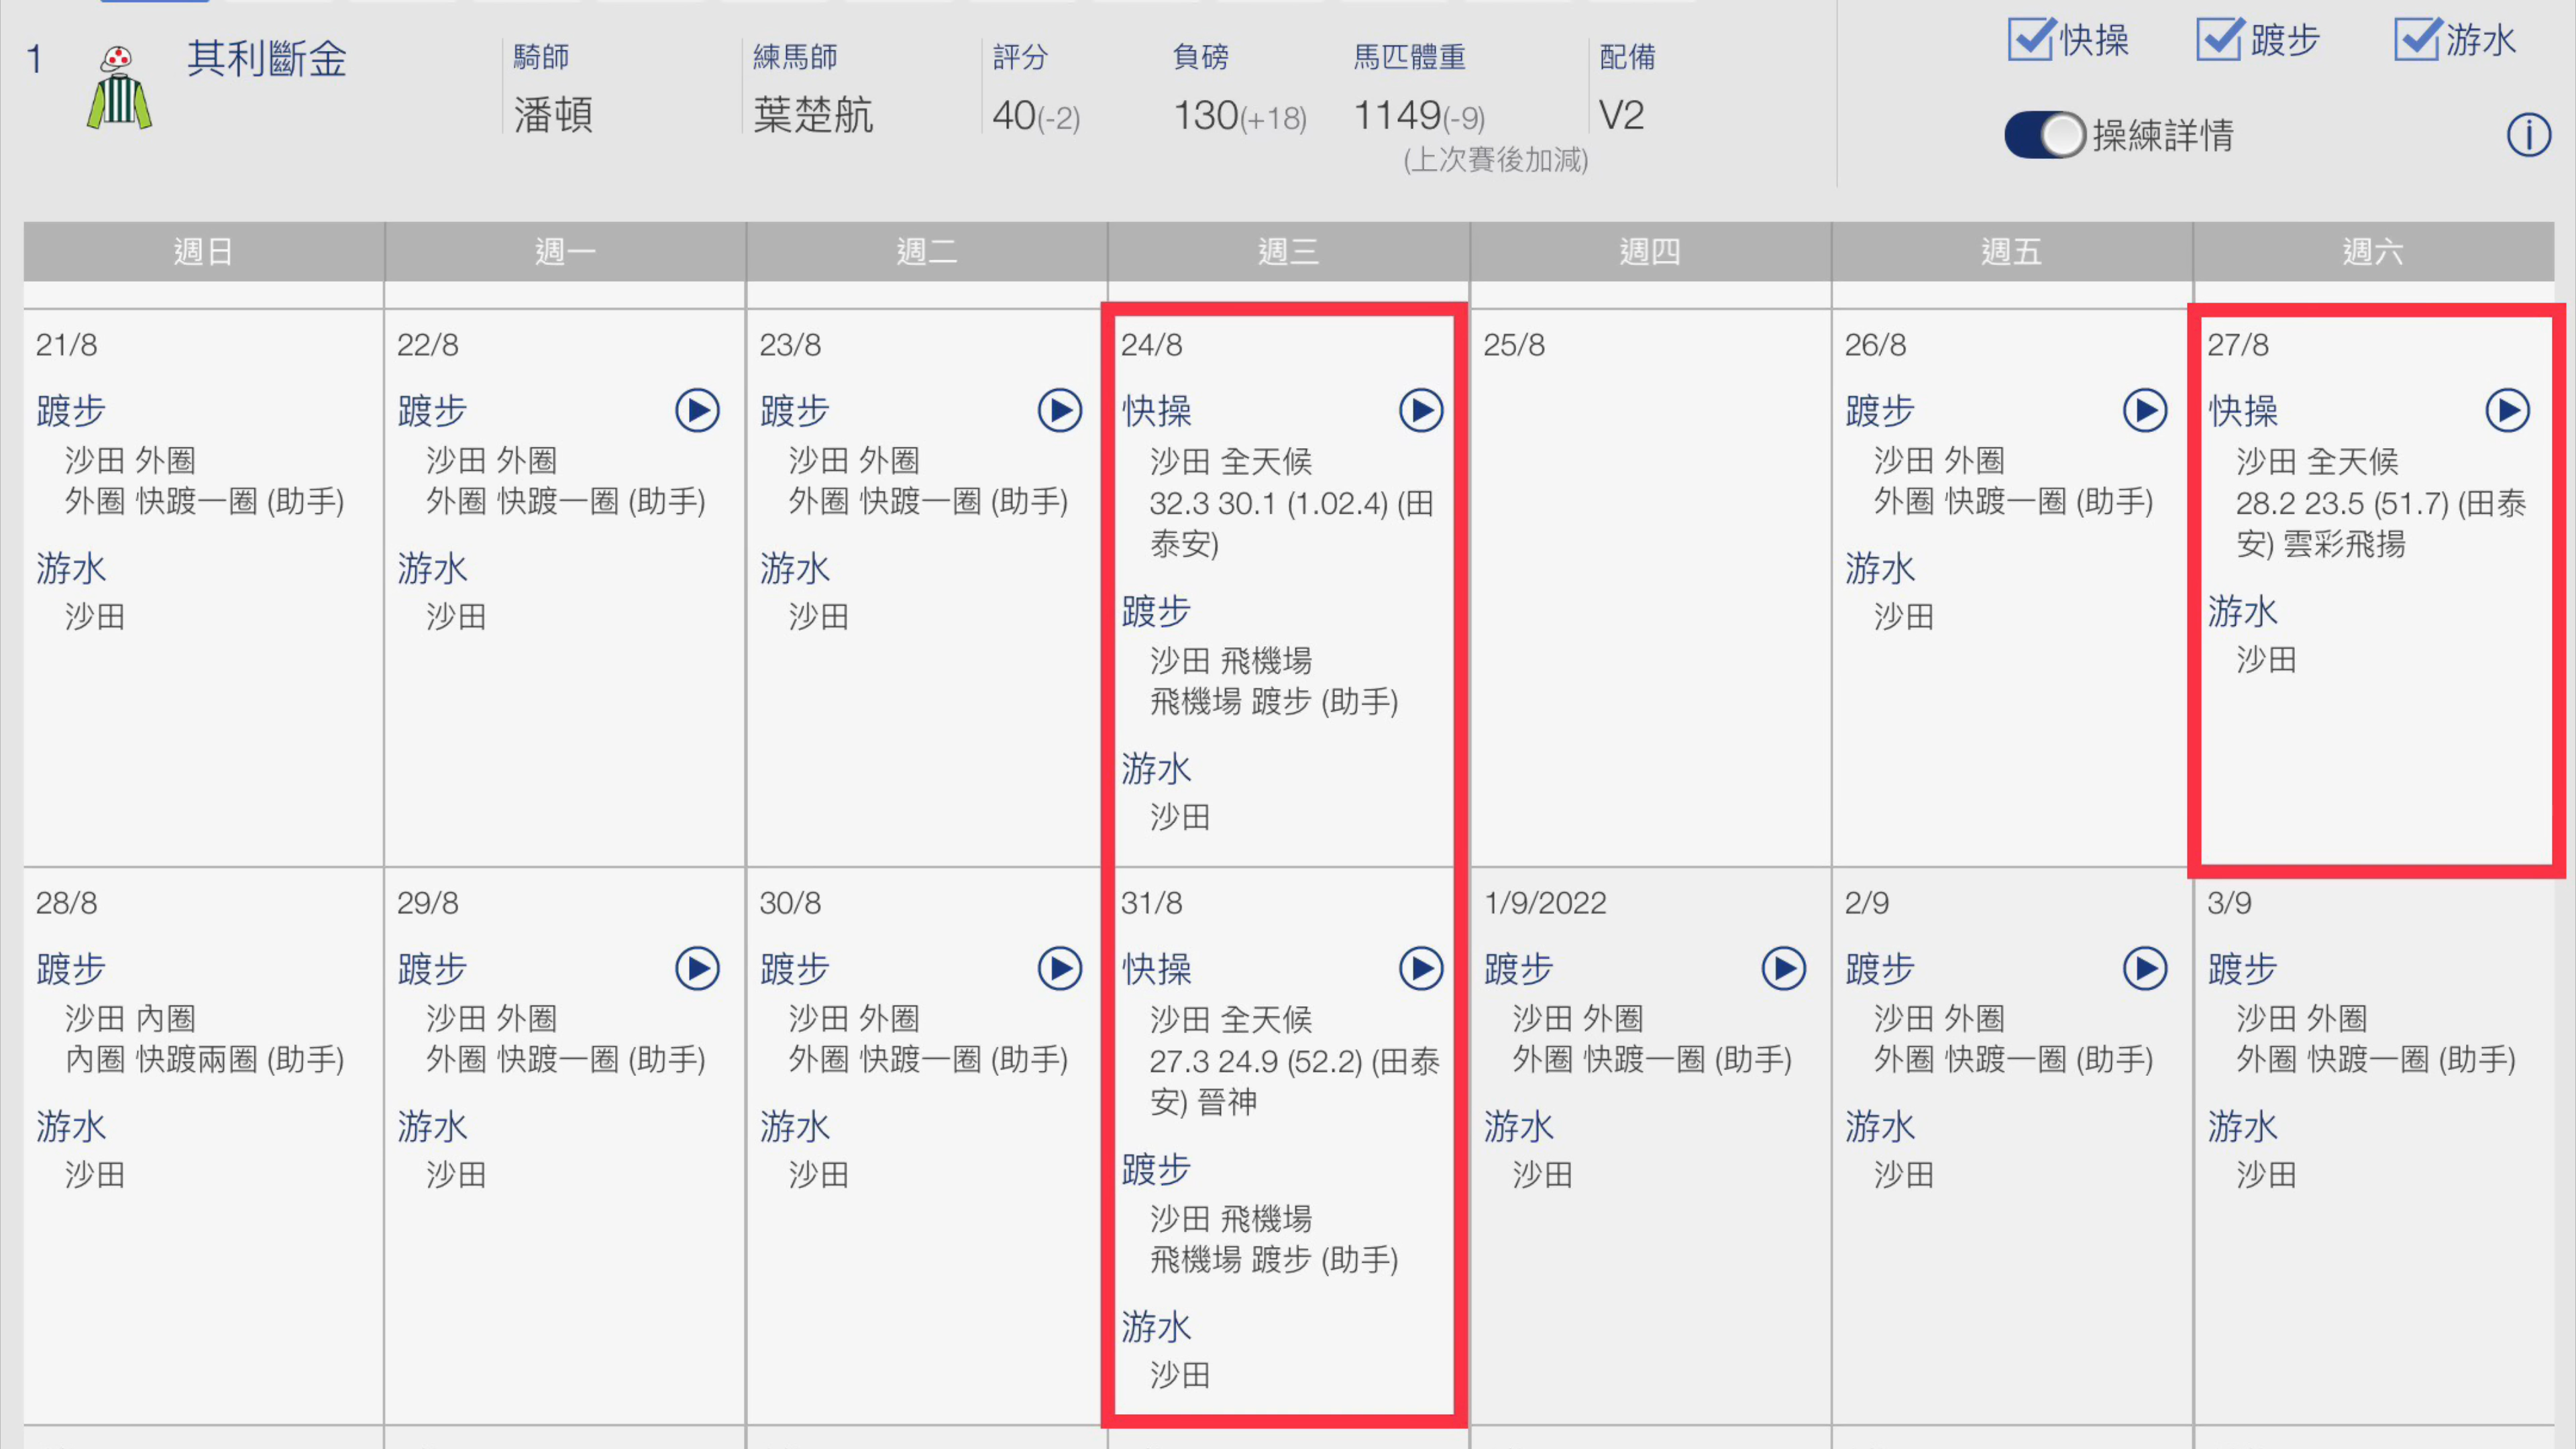 1
其利斷金
騎師
練馬師
評分
負磅
馬匹體重
配備
潘頓
葉楚航
40(-2)
130(+18)
1149(-9)
V2
(上次賽後加減)
快操
踱步
游水
操練詳情
週日
週一
週二
週三
週四
週五
週六
21/8
踱步
沙田 外圈
外圈 快踱一圈 (助手)
游水
沙田
22/8
踱步
沙田 外圈
外圈 快踱一圈 (助手)
游水
沙田
23/8
踱步
沙田 外圈
外圈 快踱一圈 (助手)
游水
沙田
24/8
快操
沙田 全天候
32.3 30.1 (1.02.4) (田
泰安)
踱步
沙田 飛機場
飛機場 踱步 (助手)
游水
沙田
25/8
26/8
踱步
沙田 外圈
外圈 快踱一圈 (助手)
游水
沙田
27/8
快操
沙田 全天候
28.2 23.5 (51.7) (田泰
安) 雲彩飛揚
游水
沙田
28/8
踱步
沙田 內圈
內圈 快踱兩圈 (助手)
游水
沙田
29/8
踱步
沙田 外圈
外圈 快踱一圈 (助手)
游水
沙田
30/8
踱步
沙田 外圈
外圈 快踱一圈 (助手)
游水
沙田
31/8
快操
沙田 全天候
27.3 24.9 (52.2) (田泰
安) 晉神
踱步
沙田 飛機場
飛機場 踱步 (助手)
游水
沙田
1/9/2022
踱步
沙田 外圈
外圈 快踱一圈 (助手)
游水
沙田
2/9
踱步
沙田 外圈
外圈 快踱一圈 (助手)
游水
沙田
3/9
踱步
沙田 外圈
外圈 快踱一圈 (助手)
游水
沙田